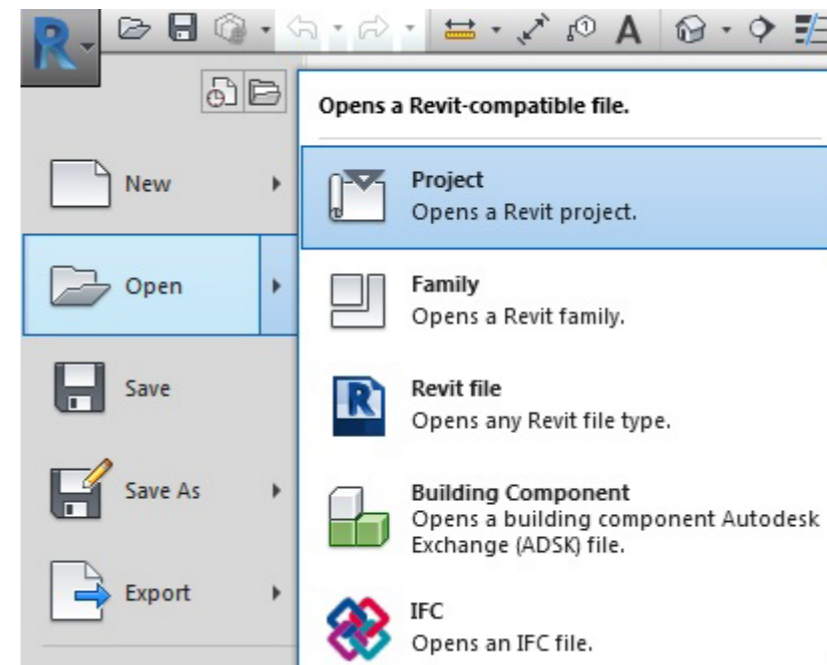 R
A
Opens a Revit-compatible file.
New
Project
Opens a Revit project.
Open
Family
Opens a Revit family.
Save
R
Revit file
Opens any Revit file type.
Save As
Building Component
Opens a building component Autodesk
Exchange (ADSK) file.
Export
IFC
Opens an IFC file.